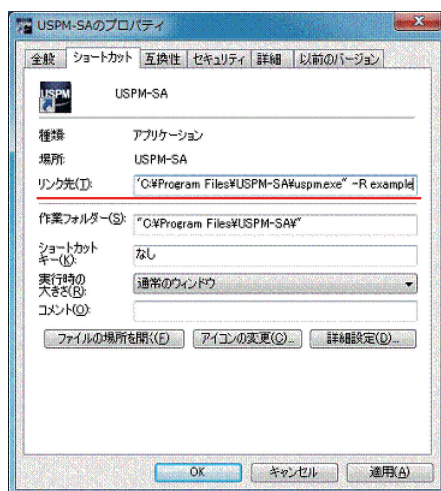 USPM-SAのプロパティ
全般 ショートカット 互換性 セキュリティ 詳細 以前のバージョン
USPM
USPM-SA
種類: アプリケーション
場所: USPM-SA
リンク先(T): "C:¥Program Files¥USPM-SA¥uspm.exe" -R example
作業フォルダー(S): "C:¥Program Files¥USPM-SA¥"
ショートカット
キー(K): なし
実行時の
大きさ(R): 通常のウィンドウ
コメント(O):
ファイルの場所を開く(F) アイコンの変更(C)... 詳細設定(D)...
OK キャンセル 適用(A)